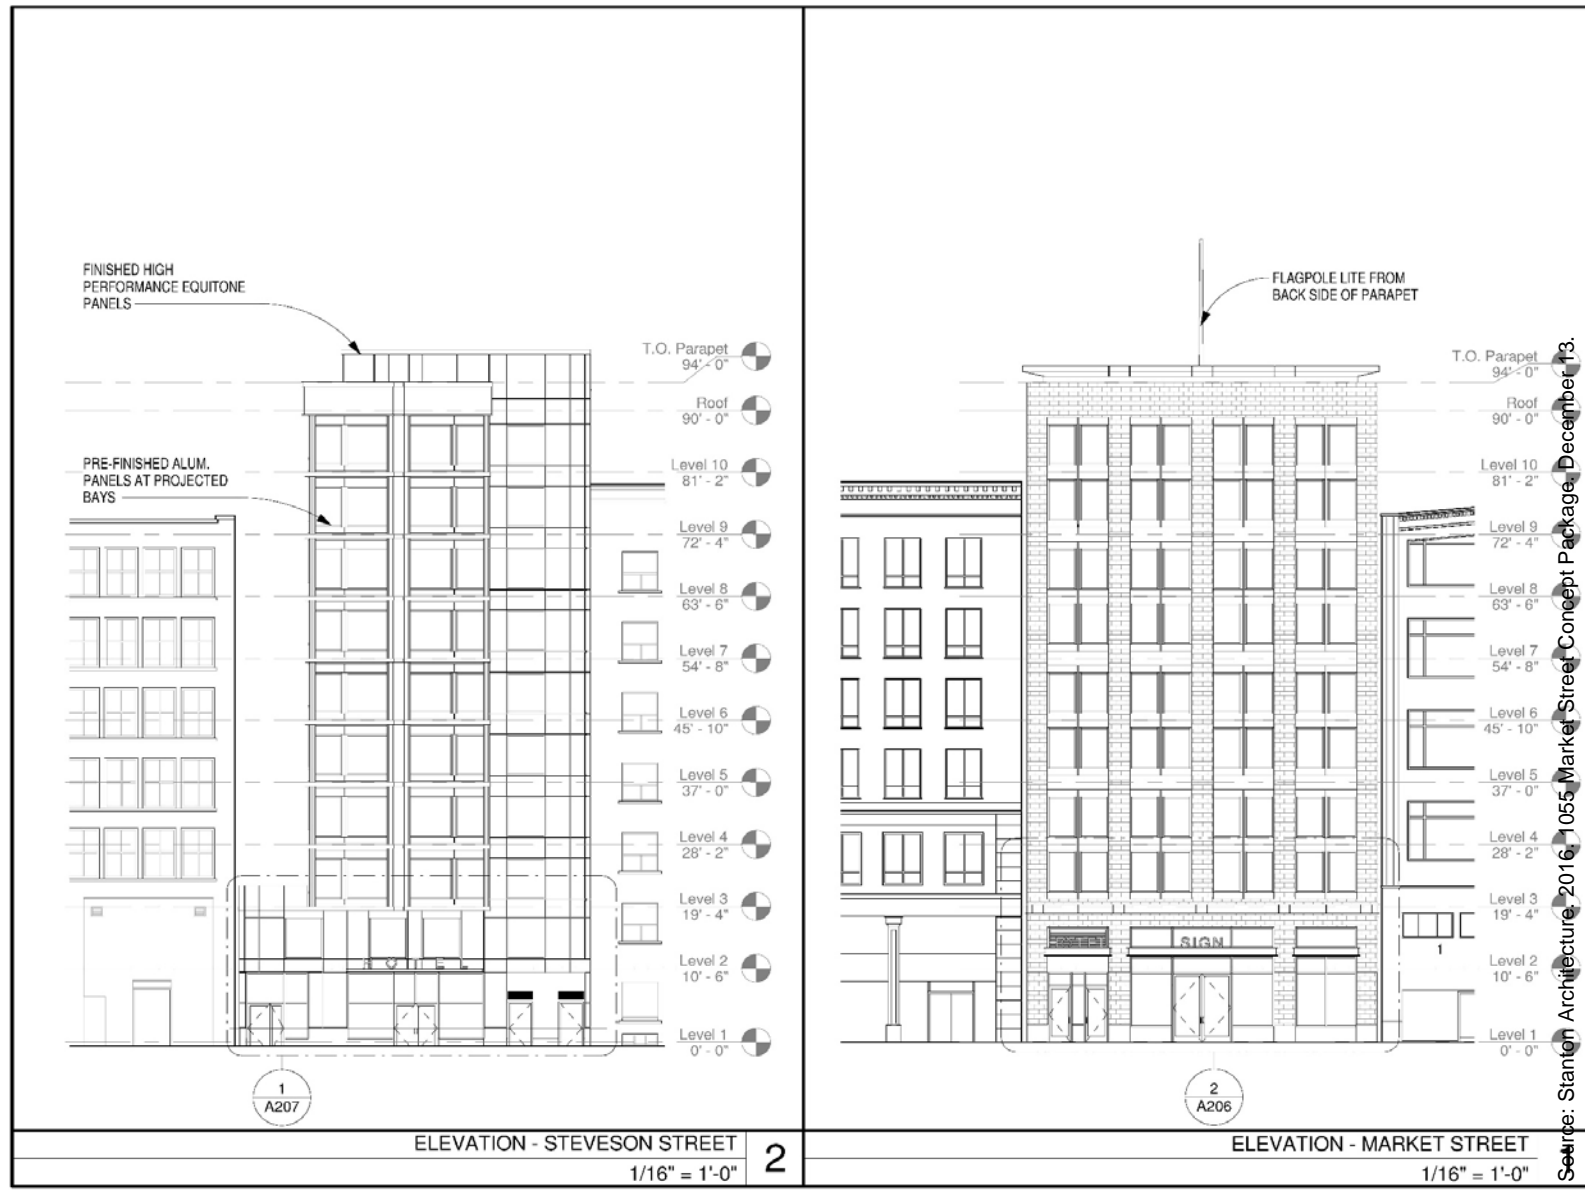 FINISHED HIGH
PERFORMANCE EQUITONE
PANELS
PRE-FINISHED ALUM.
PANELS AT PROJECTED
BAYS
T.O. Parapet
94' - 0"
Roof
90' - 0"
Level 10
81' - 2"
Level 9
72' - 4"
Level 8
63' - 6"
Level 7
54' - 8"
Level 6
45' - 10"
Level 5
37' - 0"
Level 4
28' - 2"
Level 3
19' - 4"
Level 2
10' - 6"
Level 1
0' - 0"
HOTEL
1
A207
ELEVATION - STEVESON STREET
1/16" = 1'-0"
2
FLAGPOLE LITE FROM
BACK SIDE OF PARAPET
T.O. Parapet
94' - 0"
Roof
90' - 0"
Level 10
81' - 2"
Level 9
72' - 4"
Level 8
63' - 6"
Level 7
54' - 8"
Level 6
45' - 10"
Level 5
37' - 0"
Level 4
28' - 2"
Level 3
19' - 4"
Level 2
10' - 6"
Level 1
0' - 0"
SIGN
1
2
A206
ELEVATION - MARKET STREET
1/16" = 1'-0"
Source: Stanton Architecture. 2016. 1055 Market Street Concept Package. December 13.